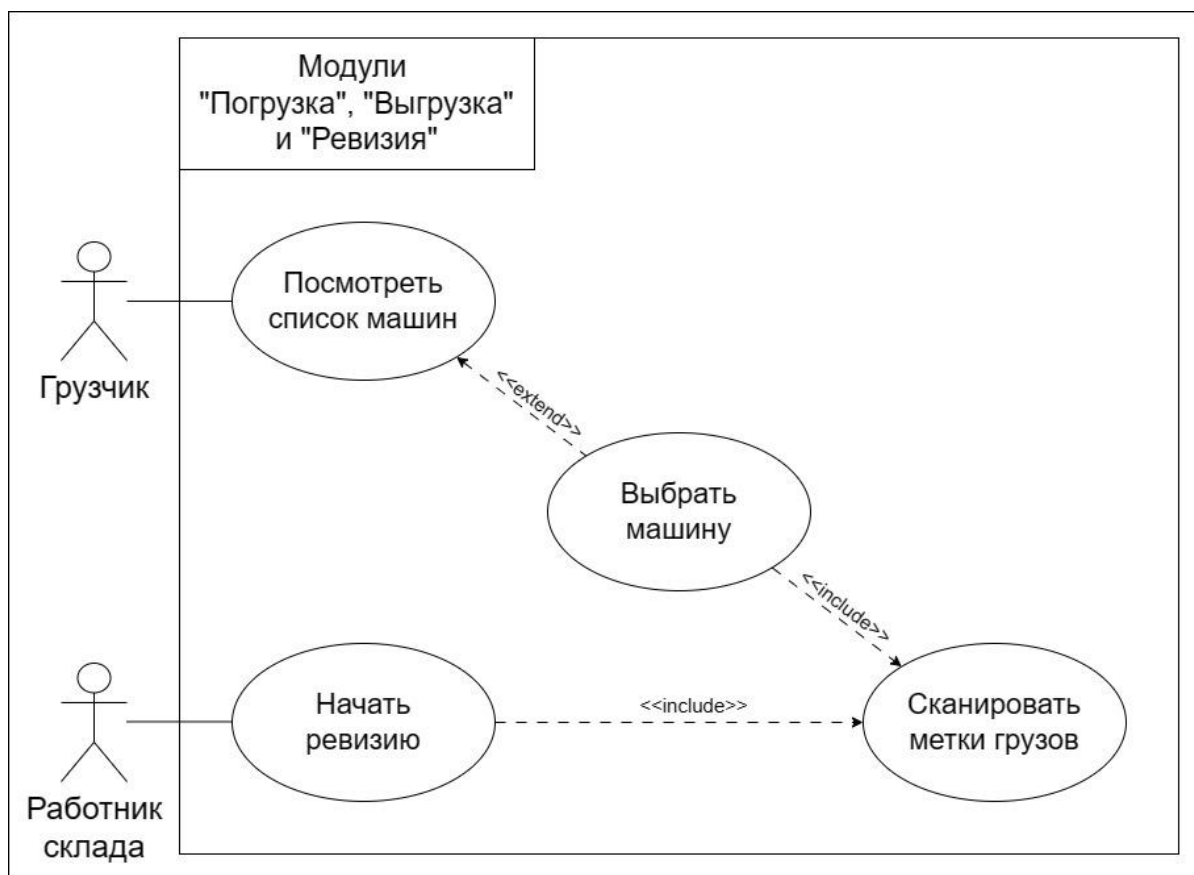 Модули
"Погрузка", "Выгрузка"
и "Ревизия"
Посмотреть
список машин
Грузчик
<<extend>>
Выбрать
машину
<<include>>
Начать
ревизию
<<include>>
Сканировать
метки грузов
Работник
склада